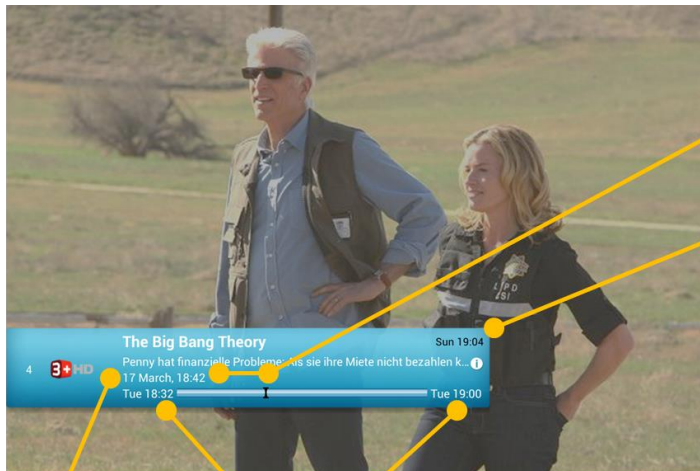 The Big Bang Theory
Sun 19:04
4 3+ HD
Penny hat finanzielle Probleme: Als sie ihre Miete nicht bezahlen k...
17 March, 18:42
Tue 18:32
Tue 19:00
LVPD
CSI